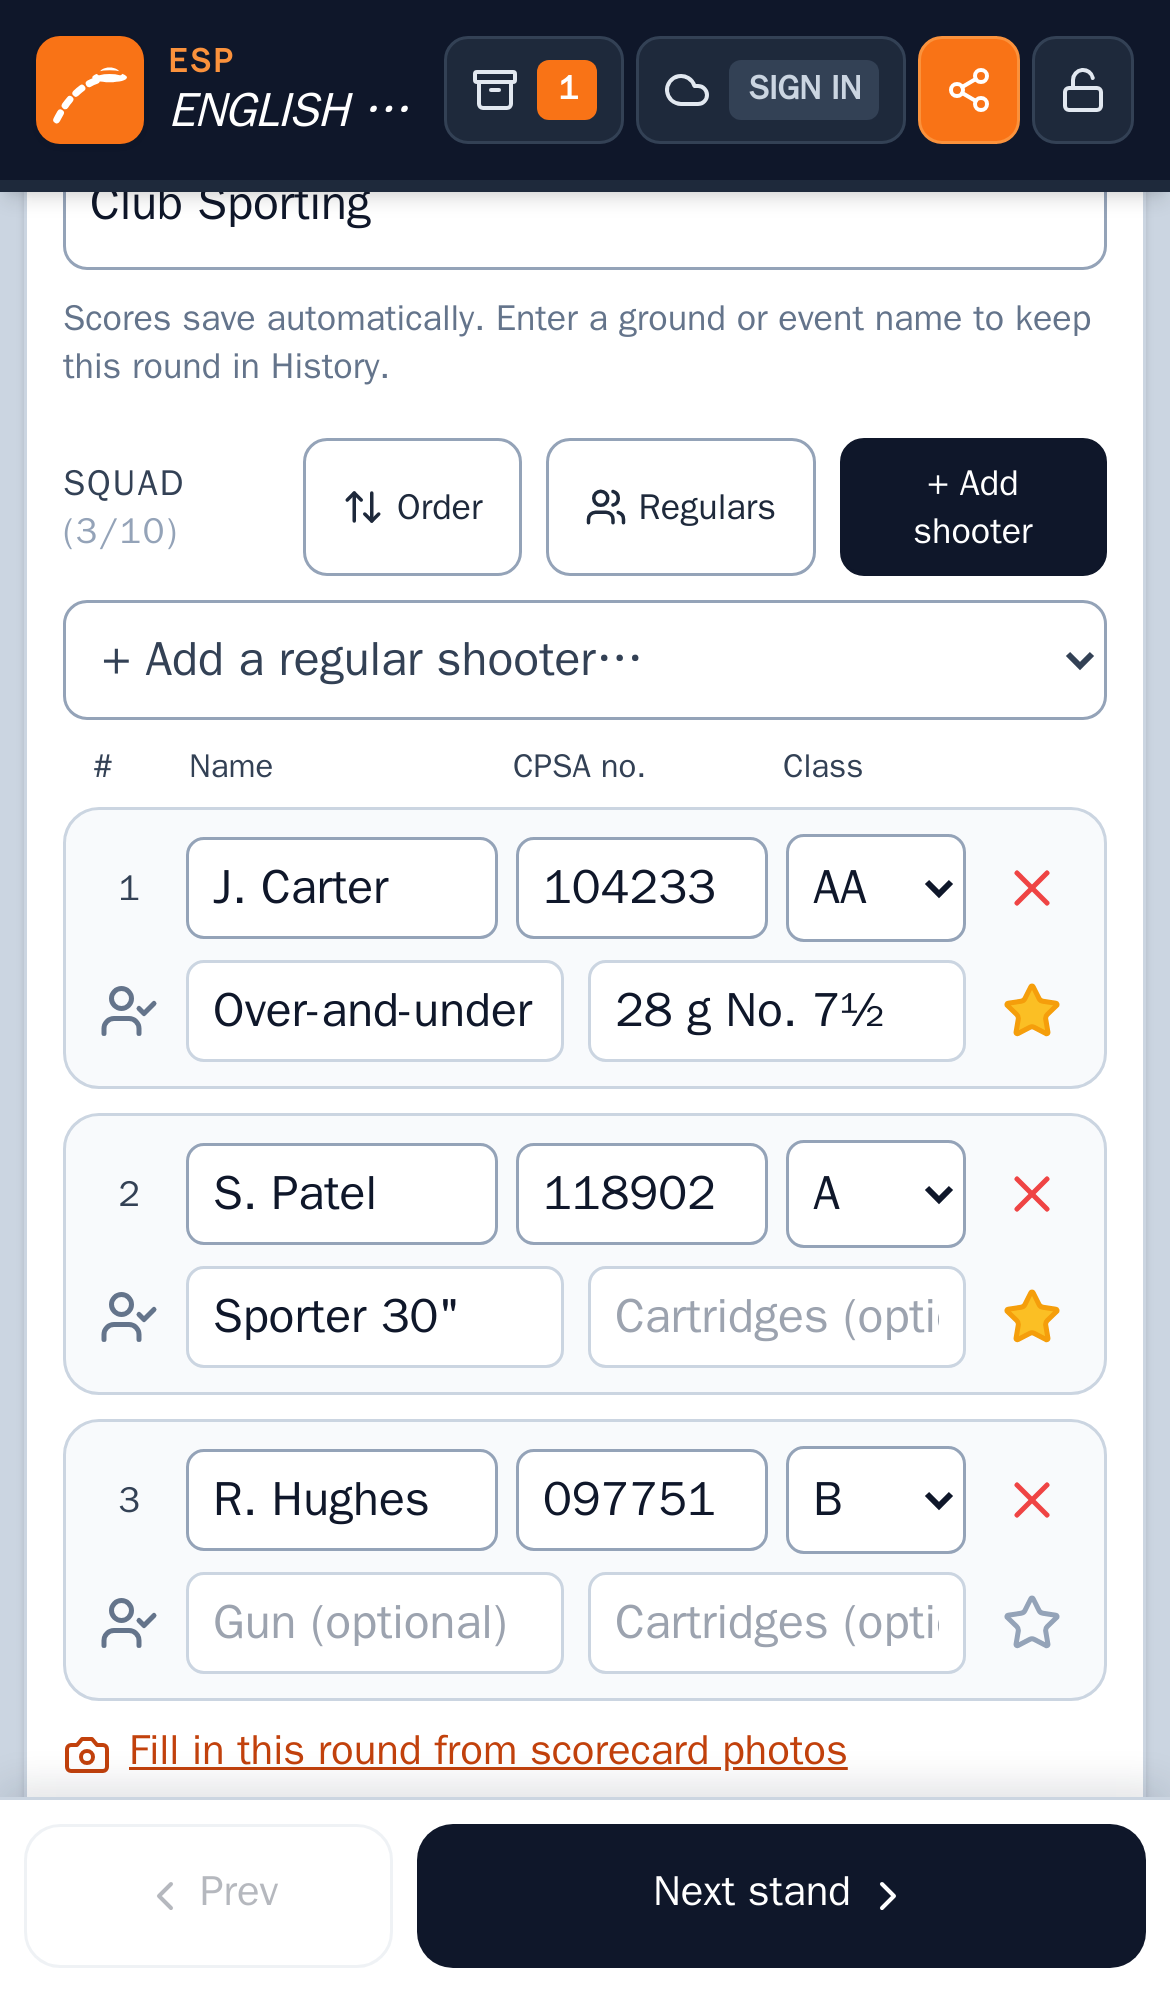 ESP
ENGLISH ...
1
SIGN IN
Club Sporting
Scores save automatically. Enter a ground or event name to keep
this round in History.
SQUAD
(3/10)
Order
Regulars
+ Add
shooter
+ Add a regular shooter...
# Name CPSA no. Class
1 J. Carter 104233 AA
Over-and-under 28 g No. 7½
2 S. Patel 118902 A
Sporter 30" Cartridges (opti
3 R. Hughes 097751 B
Gun (optional) Cartridges (opti
Fill in this round from scorecard photos
Prev
Next stand